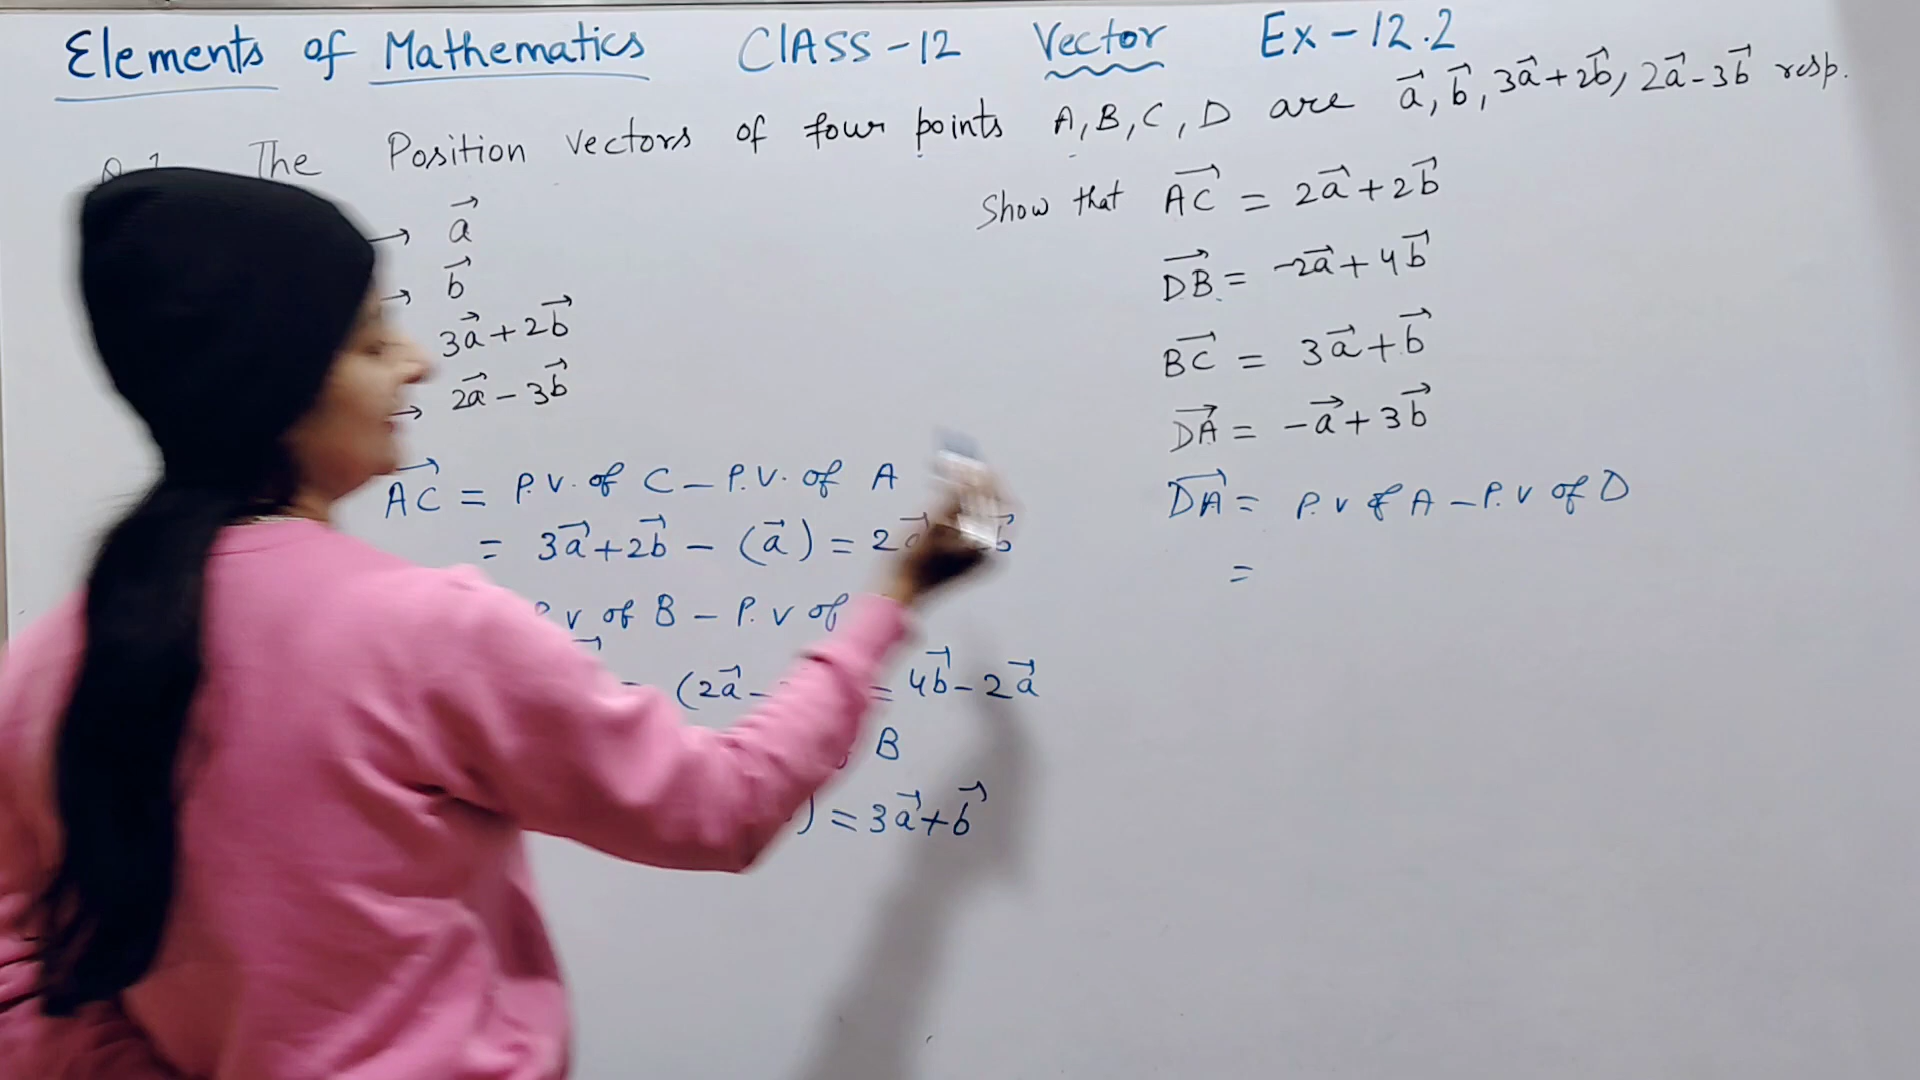 Elements of Mathematics CLASS-12 Vector Ex-12.2
The Position vectors of four points A, B, C, D are a⃗, b⃗, 3a⃗+2b⃗, 2a⃗-3b⃗ resp.
Show that AC⃗ = 2a⃗+2b⃗
DB⃗ = -2a⃗+4b⃗
BC⃗ = 3a⃗+b⃗
DA⃗ = -a⃗+3b⃗
→ a⃗
→ b⃗
3a⃗+2b⃗
→ 2a⃗-3b⃗
AC⃗ = P.V. of C - P.V. of A
= 3a⃗+2b⃗ - (a⃗) = 2a⃗ b⃗
P.V of B - P.V of
- (2a⃗ - = 4b⃗-2a⃗
B
) = 3a⃗+b⃗
DA⃗ = P.V of A - P.V of D
=